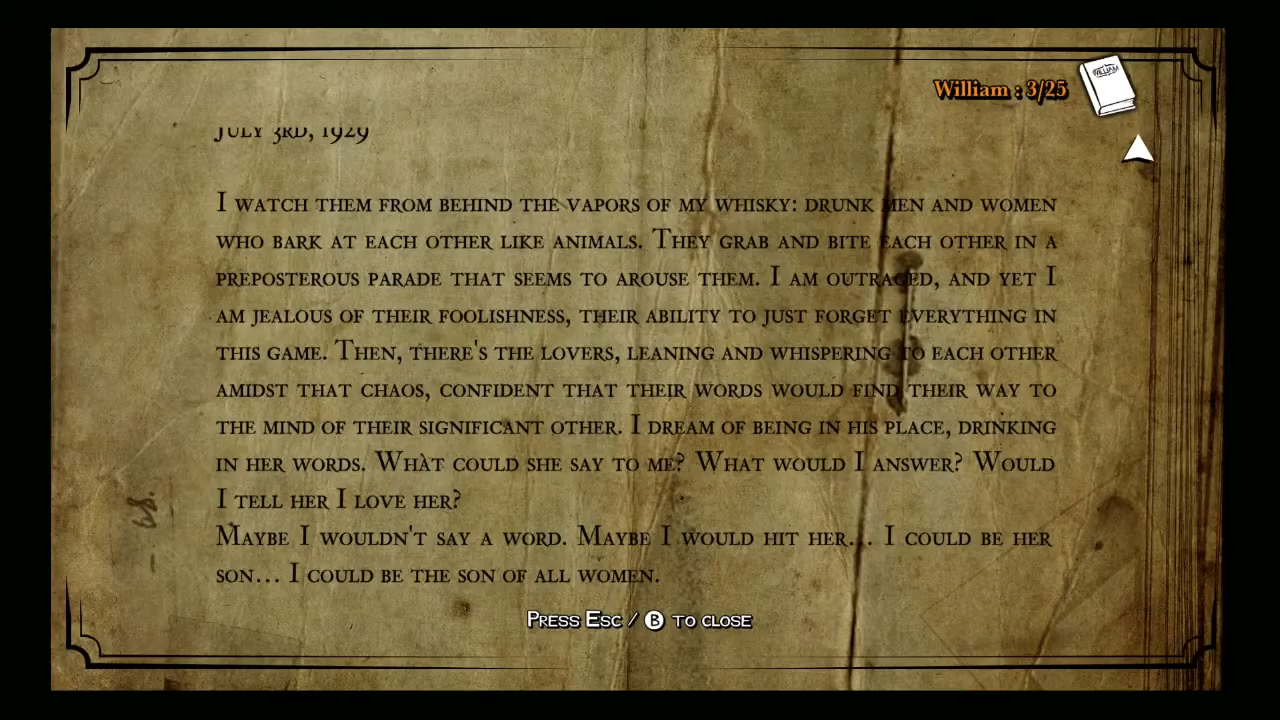 William : 3/25
WILLIAM
JULY 3RD, 1929
I WATCH THEM FROM BEHIND THE VAPORS OF MY WHISKY: DRUNK MEN AND WOMEN
WHO BARK AT EACH OTHER LIKE ANIMALS. THEY GRAB AND BITE EACH OTHER IN A
PREPOSTEROUS PARADE THAT SEEMS TO AROUSE THEM. I AM OUTRAGED, AND YET I
AM JEALOUS OF THEIR FOOLISHNESS, THEIR ABILITY TO JUST FORGET EVERYTHING IN
THIS GAME. THEN, THERE'S THE LOVERS, LEANING AND WHISPERING TO EACH OTHER
AMIDST THAT CHAOS, CONFIDENT THAT THEIR WORDS WOULD FIND THEIR WAY TO
THE MIND OF THEIR SIGNIFICANT OTHER. I DREAM OF BEING IN HIS PLACE, DRINKING
IN HER WORDS. WHAT COULD SHE SAY TO ME? WHAT WOULD I ANSWER? WOULD
I TELL HER I LOVE HER?
MAYBE I WOULDN'T SAY A WORD. MAYBE I WOULD HIT HER... I COULD BE HER
SON... I COULD BE THE SON OF ALL WOMEN.
PRESS ESC / B TO CLOSE